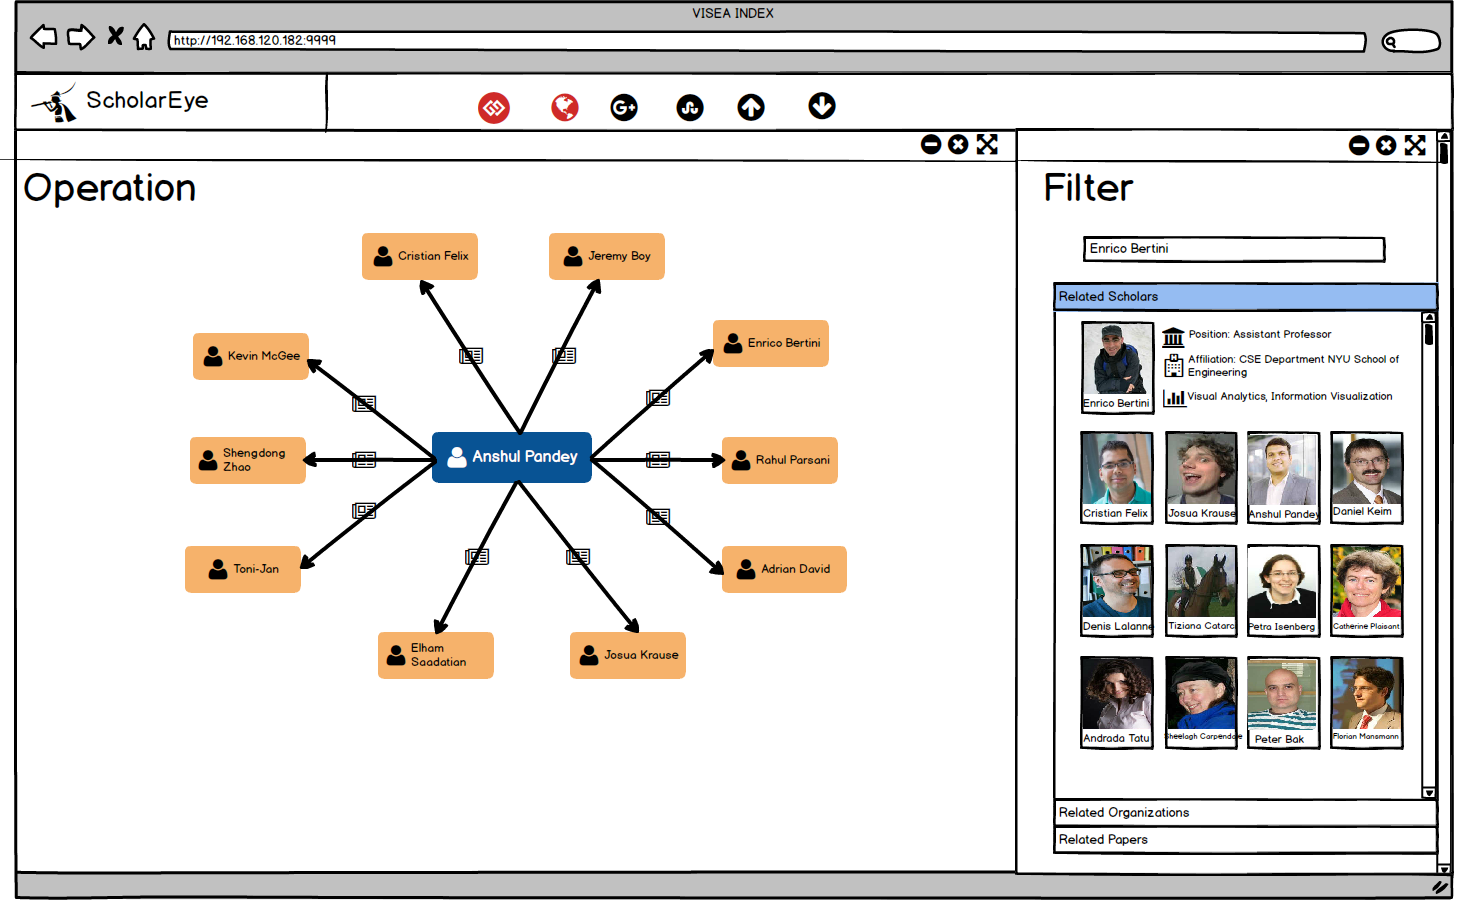 VISEA INDEX
http://192.168.120.182:9999
ScholarEye
Operation
Cristian Felix
Jeremy Boy
Kevin McGee
Enrico Bertini
Shengdong
Zhao
Anshul Pandey
Rahul Parsani
Toni-Jan
Adrian David
Elham
Saadatian
Josua Krause
Filter
Enrico Bertini
Related Scholars
Enrico Bertini
Position: Assistant Professor
Affiliation: CSE Department NYU School of
Engineering
Visual Analytics, Information Visualization
Cristian Felix
Josua Krause
Anshul Pandey
Daniel Keim
Denis Lalanne
Tiziana Catarc
Petra Isenberg
Catherine Plaisant
Andrada Tatu
Sheelagh Carpendale
Peter Bak
Florian Mansmann
Related Organizations
Related Papers